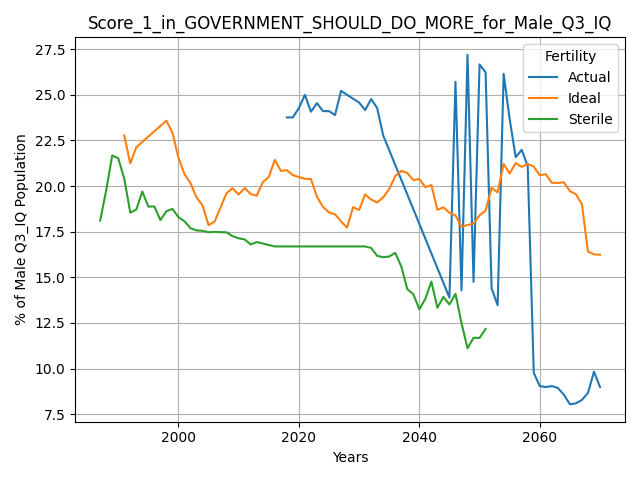 Score_1_in_GOVERNMENT_SHOULD_DO_MORE_for_Male_Q3_IQ
Fertility
Actual
Ideal
Sterile
% of Male Q3_IQ Population
27.5
25.0
22.5
20.0
17.5
15.0
12.5
10.0
7.5
2000
2020
2040
2060
Years